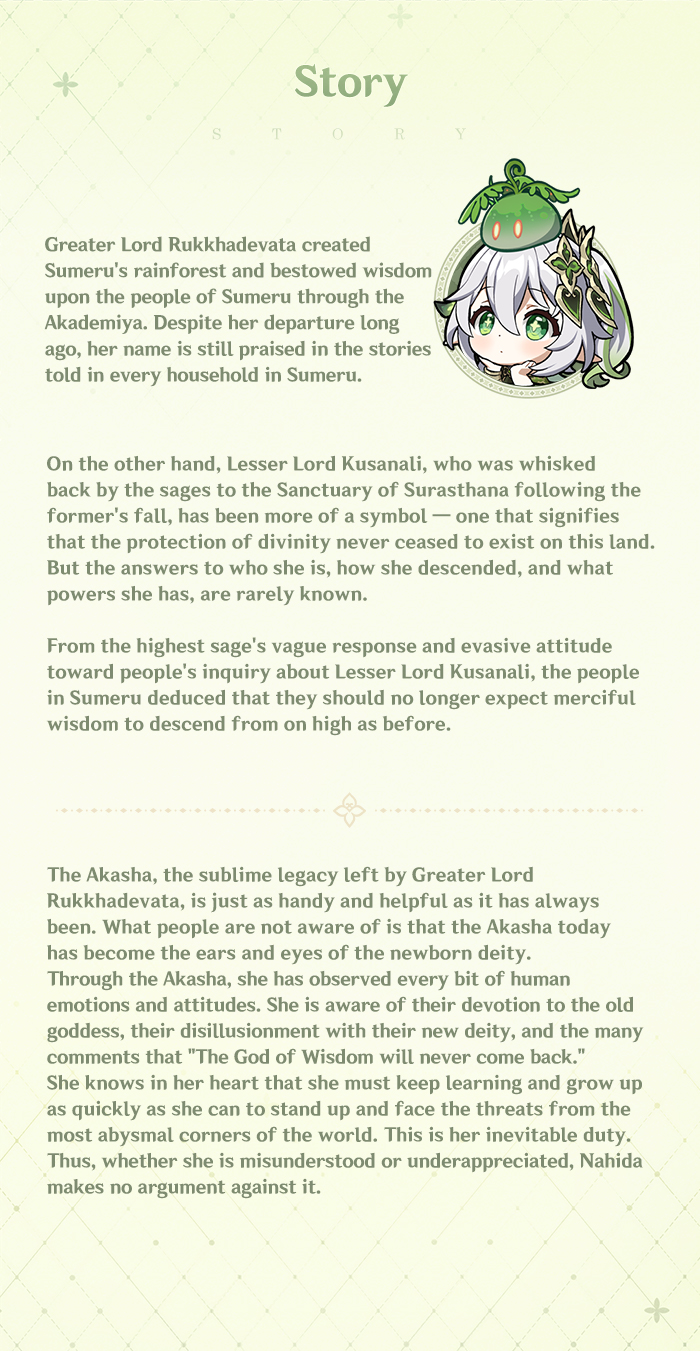 Story
STORY
Greater Lord Rukkhadevata created
Sumeru's rainforest and bestowed wisdom
upon the people of Sumeru through the
Akademiya. Despite her departure long
ago, her name is still praised in the stories
told in every household in Sumeru.
On the other hand, Lesser Lord Kusanali, who was whisked
back by the sages to the Sanctuary of Surasthana following the
former's fall, has been more of a symbol — one that signifies
that the protection of divinity never ceased to exist on this land.
But the answers to who she is, how she descended, and what
powers she has, are rarely known.
From the highest sage's vague response and evasive attitude
toward people's inquiry about Lesser Lord Kusanali, the people
in Sumeru deduced that they should no longer expect merciful
wisdom to descend from on high as before.
The Akasha, the sublime legacy left by Greater Lord
Rukkhadevata, is just as handy and helpful as it has always
been. What people are not aware of is that the Akasha today
has become the ears and eyes of the newborn deity.
Through the Akasha, she has observed every bit of human
emotions and attitudes. She is aware of their devotion to the old
goddess, their disillusionment with their new deity, and the many
comments that "The God of Wisdom will never come back."
She knows in her heart that she must keep learning and grow up
as quickly as she can to stand up and face the threats from the
most abysmal corners of the world. This is her inevitable duty.
Thus, whether she is misunderstood or underappreciated, Nahida
makes no argument against it.